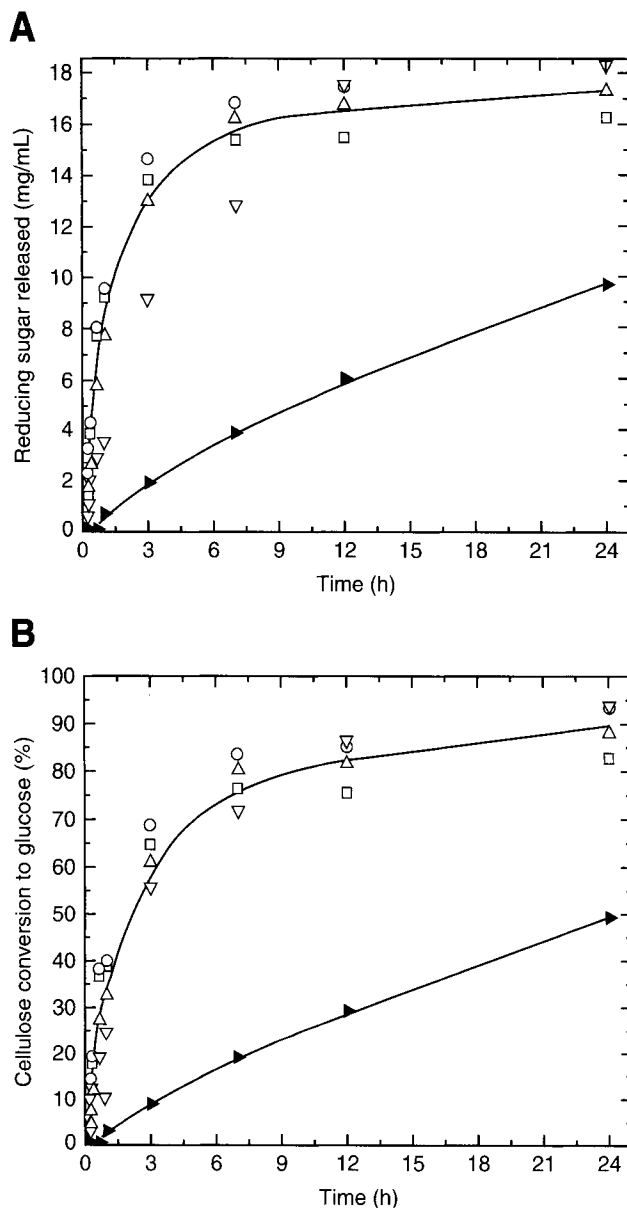 A
18
16
14
12
10
8
6
4
2
0
Reducing sugar released (mg/mL)
0 3 6 9 12 15 18 21 24
Time (h)
B
100
90
80
70
60
50
40
30
20
10
0
Cellulose conversion to glucose (%)
0 3 6 9 12 15 18 21 24
Time (h)